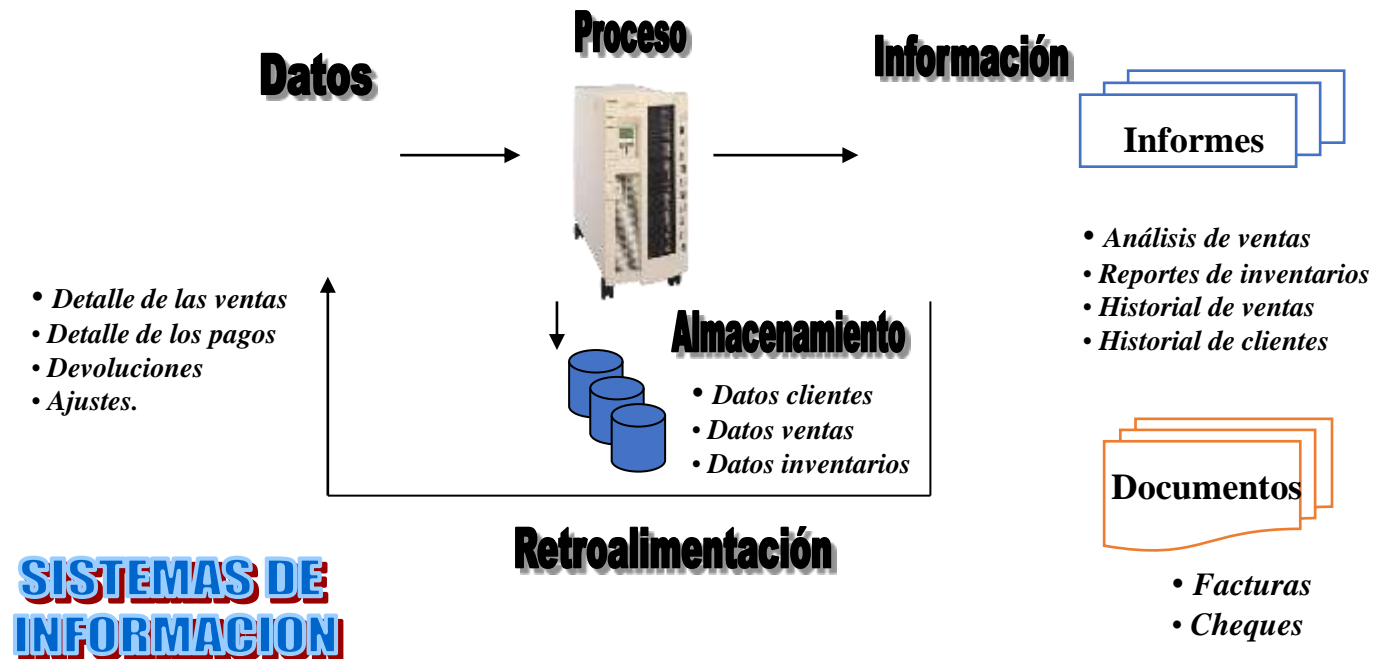 Proceso
Datos
Información
Informes
• Análisis de ventas
• Reportes de inventarios
• Historial de ventas
• Historial de clientes
• Detalle de las ventas
• Detalle de los pagos
• Devoluciones
• Ajustes.
Almacenamiento
• Datos clientes
• Datos ventas
• Datos inventarios
Documentos
• Facturas
• Cheques
Retroalimentación
SISTEMAS DE
INFORMACION